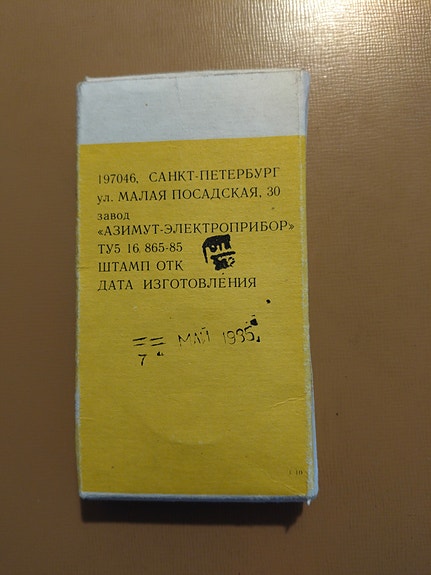 197046, САНКТ-ПЕТЕРБУРГ
ул. МАЛАЯ ПОСАДСКАЯ, 30
завод
«АЗИМУТ-ЭЛЕКТРОПРИБОР»
ТУ5 16 865-85
ШТАМП ОТК
ДАТА ИЗГОТОВЛЕНИЯ
МАЙ 1995
7